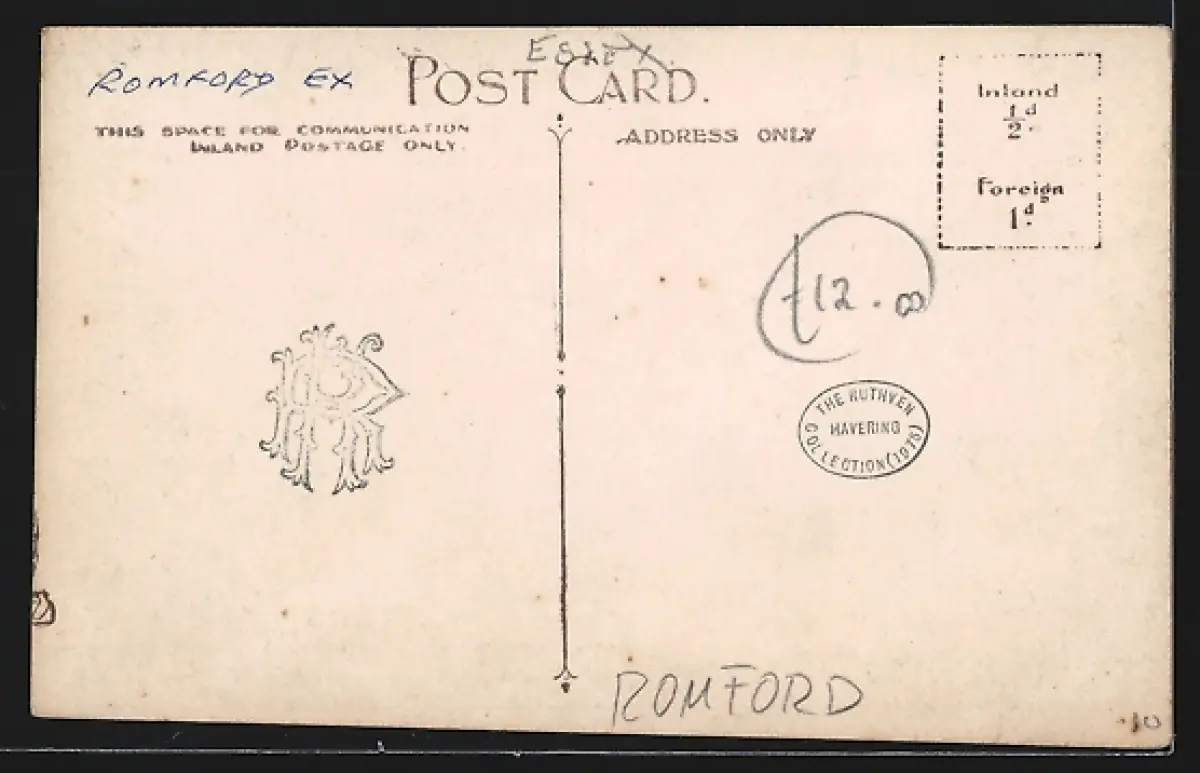 ESSEX
ROMFORD EX
POST CARD.
THIS SPACE FOR COMMUNICATION
INLAND POSTAGE ONLY.
ADDRESS ONLY
Inland
½d.
Foreign
1d.
£12.00
THE RUTHVEN
HAVERING
COLLECTION (1975)
ROMFORD